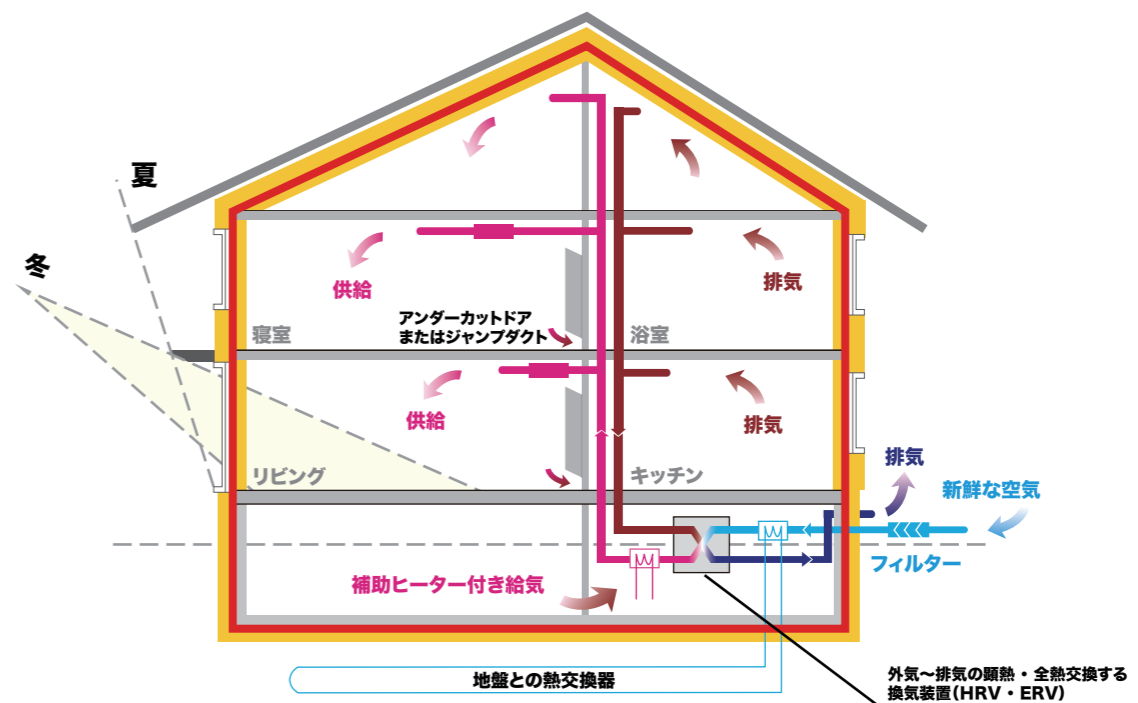 夏
冬
供給
排気
アンダーカットドア
またはジャンプダクト
寝室
浴室
供給
排気
リビング
キッチン
排気
新鮮な空気
フィルター
補助ヒーター付き給気
地盤との熱交換器
外気～排気の顕熱・全熱交換する
換気装置(HRV・ERV)